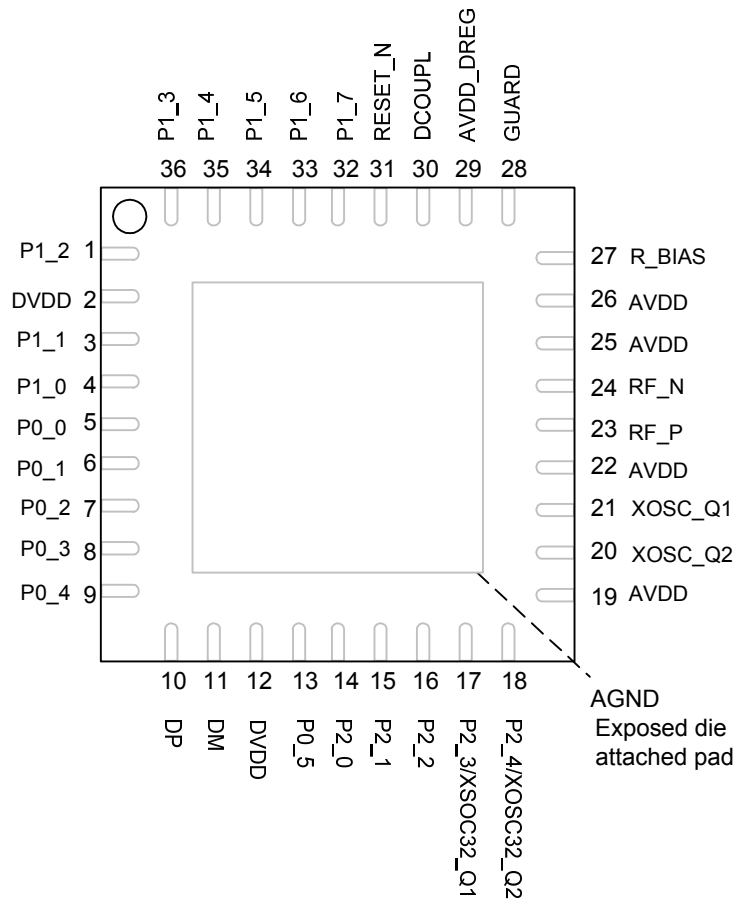 P1_3
P1_4
P1_5
P1_6
P1_7
RESET_N
DCOUPL
AVDD_DREG
GUARD
36 35 34 33 32 31 30 29 28
P1_2 1
DVDD 2
P1_1 3
P1_0 4
P0_0 5
P0_1 6
P0_2 7
P0_3 8
P0_4 9
27 R_BIAS
26 AVDD
25 AVDD
24 RF_N
23 RF_P
22 AVDD
21 XOSC_Q1
20 XOSC_Q2
19 AVDD
10 11 12 13 14 15 16 17 18
DP
DM
DVDD
P0_5
P2_0
P2_1
P2_2
P2_3/XSOC32_Q1
P2_4/XOSC32_Q2
AGND
Exposed die
attached pad